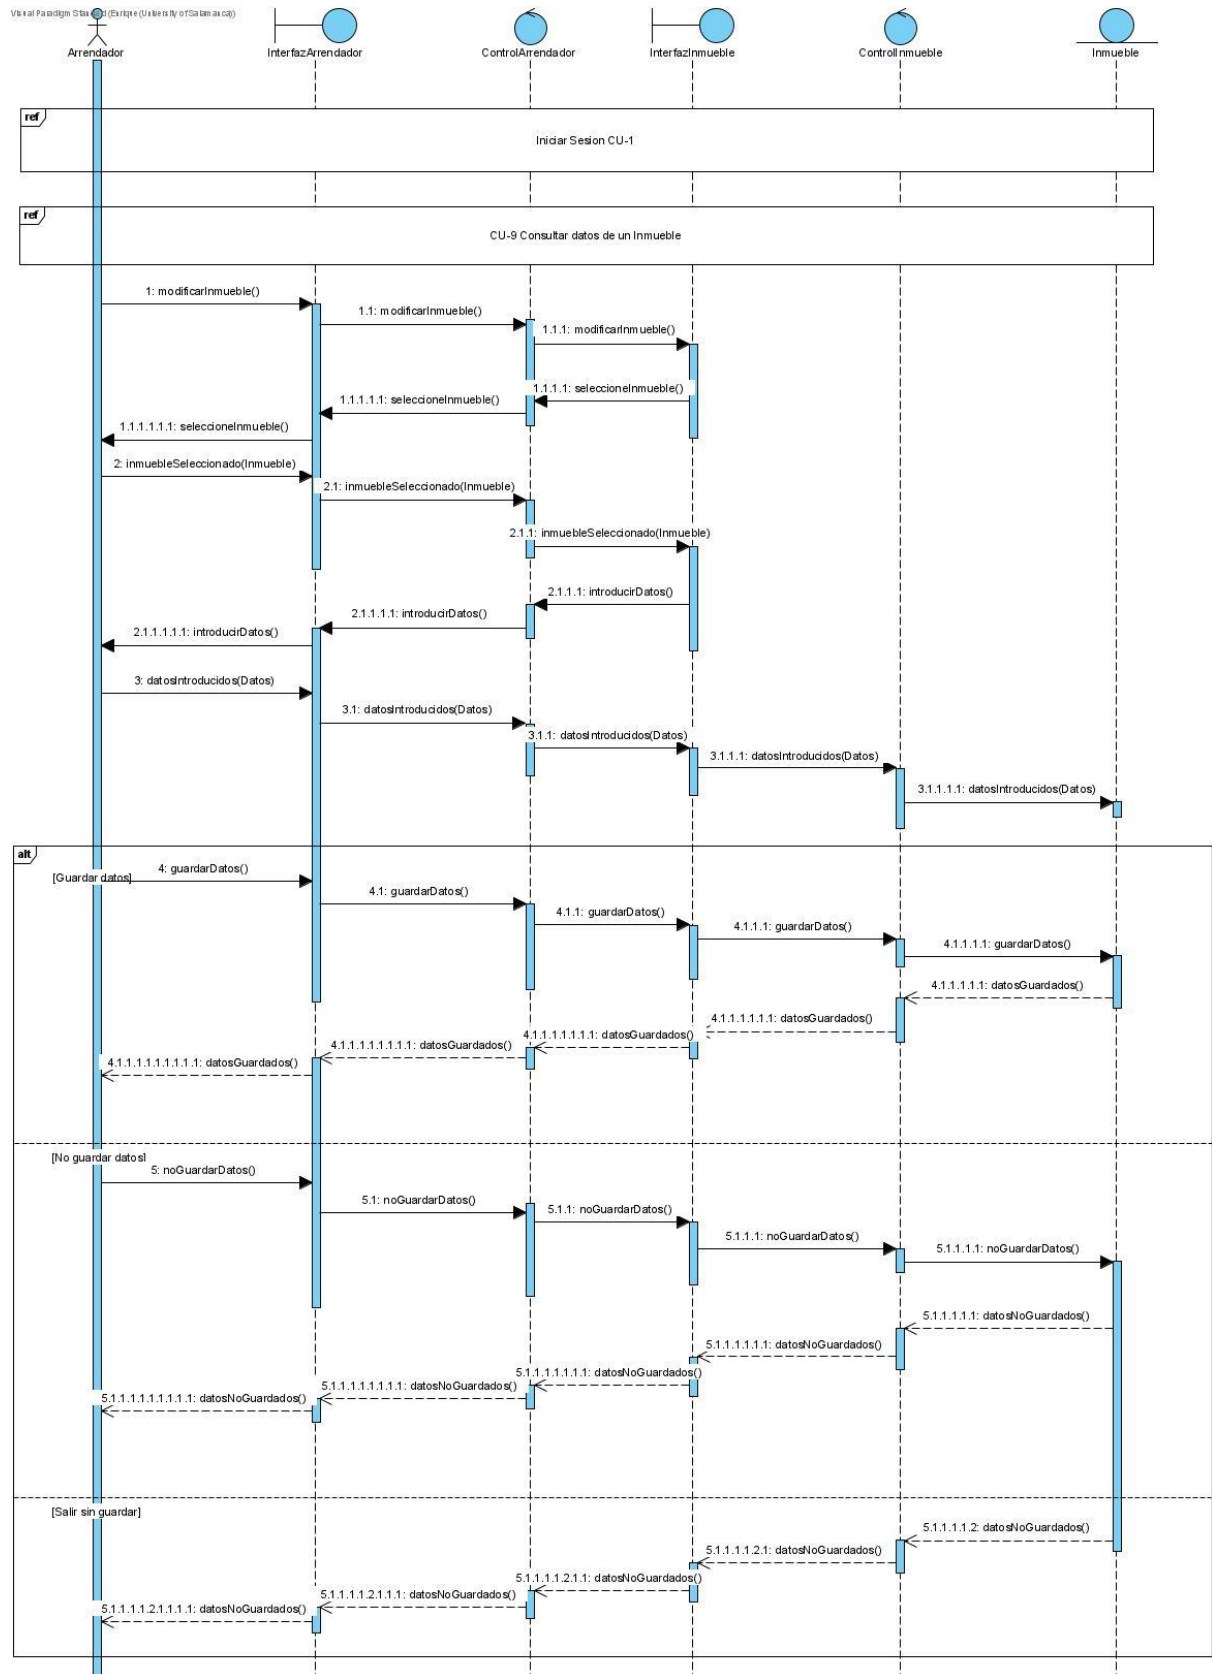 Visual Paradigm Standard (Enrique (University of Salamanca))
Arrendador
InterfazArrendador
ControlArrendador
InterfazInmueble
ControlInmueble
Inmueble
ref
Iniciar Sesion CU-1
ref
CU-9 Consultar datos de un Inmueble
1: modificarInmueble()
1.1: modificarInmueble()
1.1.1: modificarInmueble()
1.1.1.1: seleccioneInmueble()
1.1.1.1.1: seleccioneInmueble()
1.1.1.1.1.1: seleccioneInmueble()
2: inmuebleSeleccionado(Inmueble)
2.1: inmuebleSeleccionado(Inmueble)
2.1.1: inmuebleSeleccionado(Inmueble)
2.1.1.1: introducirDatos()
2.1.1.1.1: introducirDatos()
2.1.1.1.1.1: introducirDatos()
3: datosIntroducidos(Datos)
3.1: datosIntroducidos(Datos)
3.1.1: datosIntroducidos(Datos)
3.1.1.1: datosIntroducidos(Datos)
3.1.1.1.1: datosIntroducidos(Datos)
alt
[Guardar datos]
4: guardarDatos()
4.1: guardarDatos()
4.1.1: guardarDatos()
4.1.1.1: guardarDatos()
4.1.1.1.1: guardarDatos()
4.1.1.1.1.1: datosGuardados()
4.1.1.1.1.1.1: datosGuardados()
4.1.1.1.1.1.1.1: datosGuardados()
4.1.1.1.1.1.1.1.1: datosGuardados()
4.1.1.1.1.1.1.1.1.1: datosGuardados()
[No guardar datos]
5: noGuardarDatos()
5.1: noGuardarDatos()
5.1.1: noGuardarDatos()
5.1.1.1: noGuardarDatos()
5.1.1.1.1: noGuardarDatos()
5.1.1.1.1.1: datosNoGuardados()
5.1.1.1.1.1.1: datosNoGuardados()
5.1.1.1.1.1.1.1: datosNoGuardados()
5.1.1.1.1.1.1.1.1: datosNoGuardados()
5.1.1.1.1.1.1.1.1.1: datosNoGuardados()
[Salir sin guardar]
5.1.1.1.1.2: datosNoGuardados()
5.1.1.1.1.2.1: datosNoGuardados()
5.1.1.1.1.2.1.1: datosNoGuardados()
5.1.1.1.1.2.1.1.1: datosNoGuardados()
5.1.1.1.1.2.1.1.1.1: datosNoGuardados()